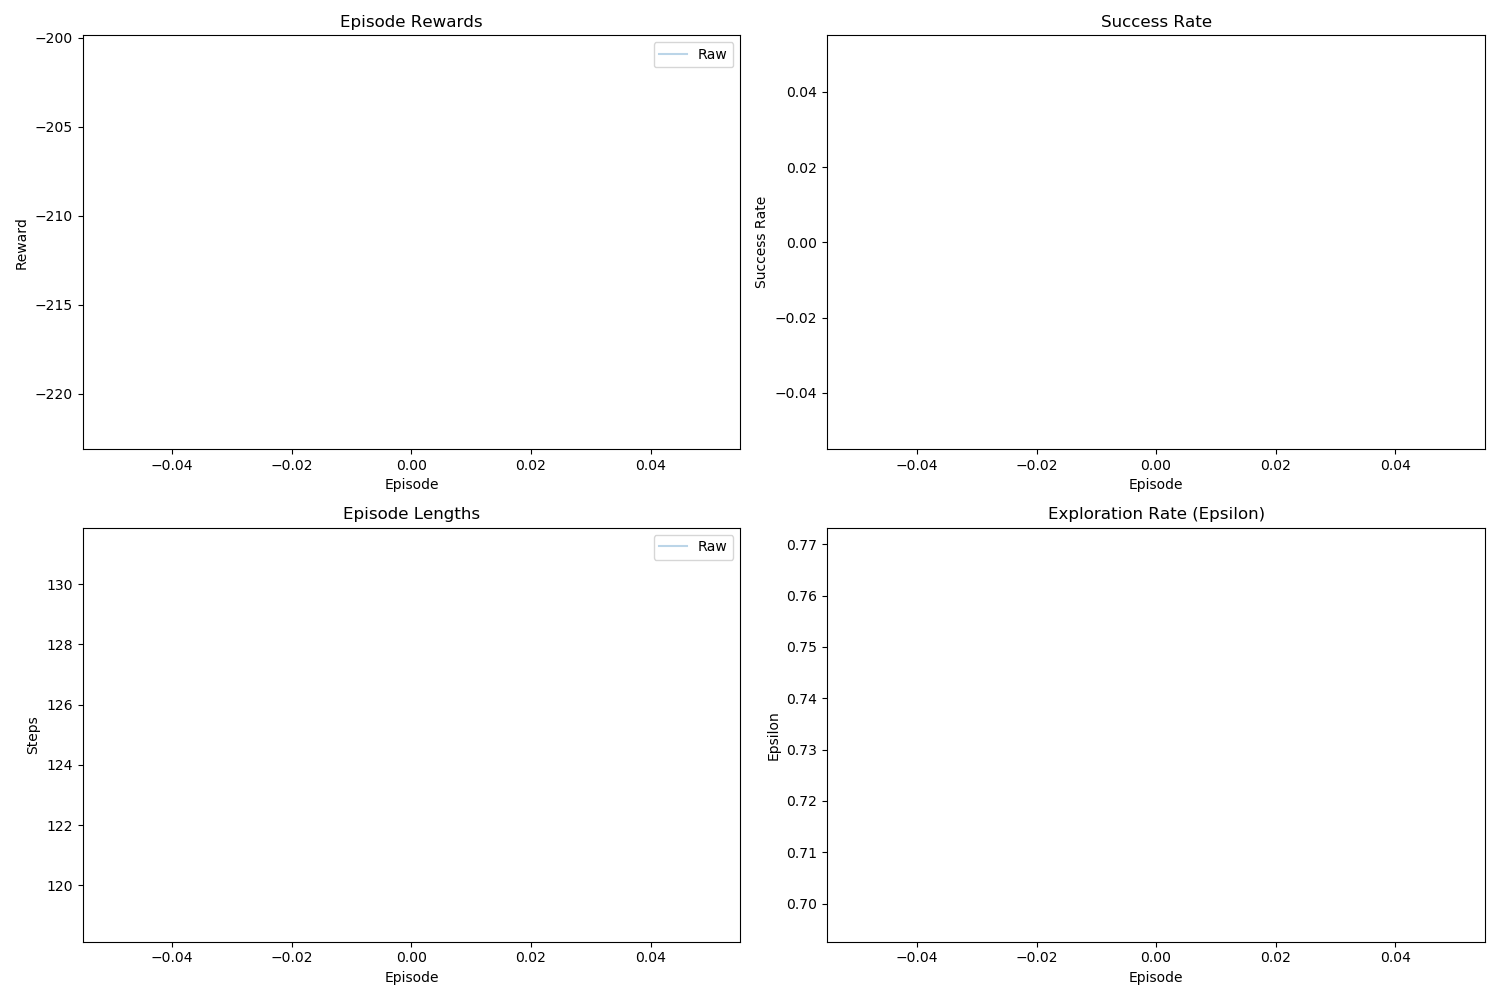 Episode Rewards
Raw
−200
−205
−210
−215
−220
Reward
−0.04 −0.02 0.00 0.02 0.04
Episode
Success Rate
0.04
0.02
0.00
−0.02
−0.04
Success Rate
−0.04 −0.02 0.00 0.02 0.04
Episode
Episode Lengths
Raw
130
128
126
124
122
120
Steps
−0.04 −0.02 0.00 0.02 0.04
Episode
Exploration Rate (Epsilon)
0.77
0.76
0.75
0.74
0.73
0.72
0.71
0.70
Epsilon
−0.04 −0.02 0.00 0.02 0.04
Episode